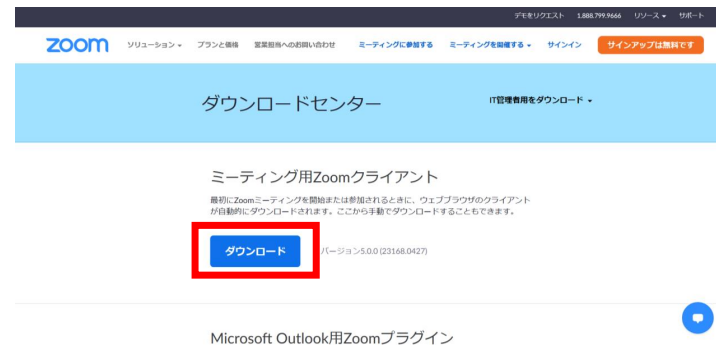 デモをリクエスト 1.888.799.9666 リソース サポート
zoom ソリューション プランと価格 営業担当へのお問い合わせ ミーティングに参加する ミーティングを開催する サインイン サインアップは無料です
ダウンロードセンター IT管理者用をダウンロード
ミーティング用Zoomクライアント
最初にZoomミーティングを開始または参加されるときに、ウェブブラウザのクライアント
が自動的にダウンロードされます。ここから手動でダウンロードすることもできます。
ダウンロード バージョン5.0.0 (23168.0427)
Microsoft Outlook用Zoomプラグイン